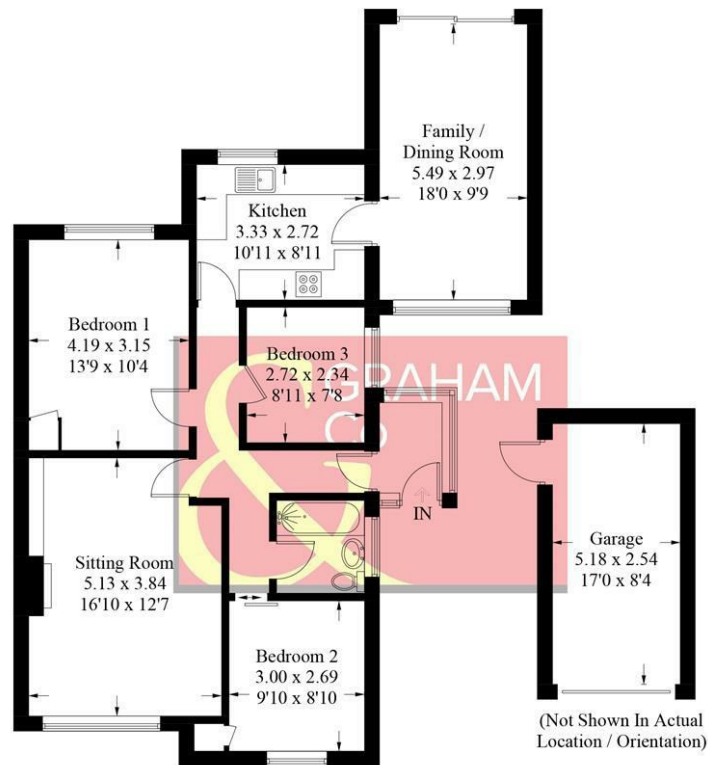 Family /
Dining Room
5.49 x 2.97
18'0 x 9'9
Kitchen
3.33 x 2.72
10'11 x 8'11
Bedroom 1
4.19 x 3.15
13'9 x 10'4
Bedroom 3
2.72 x 2.34
8'11 x 7'8
&
GRAHAM
Co
IN
Garage
5.18 x 2.54
17'0 x 8'4
Sitting Room
5.13 x 3.84
16'10 x 12'7
Bedroom 2
3.00 x 2.69
9'10 x 8'10
(Not Shown In Actual
Location / Orientation)